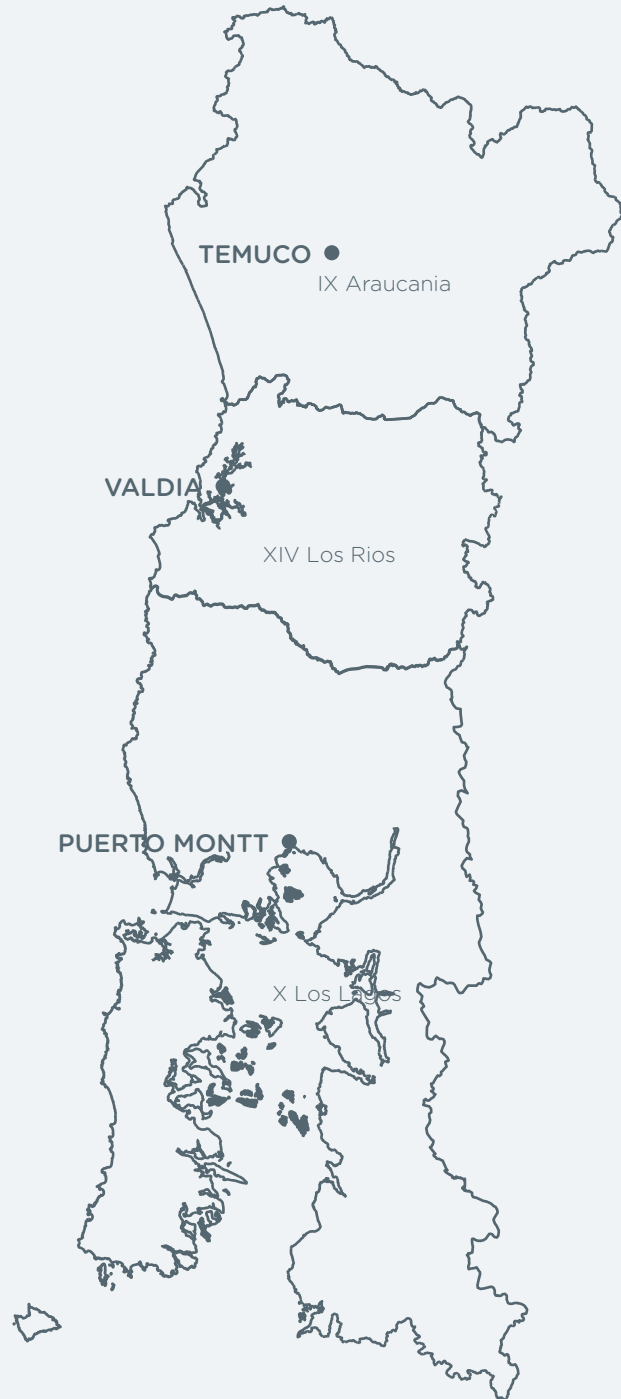 TEMUCO
IX Araucania
VALDIA
XIV Los Rios
PUERTO MONTT
X Los Lagos